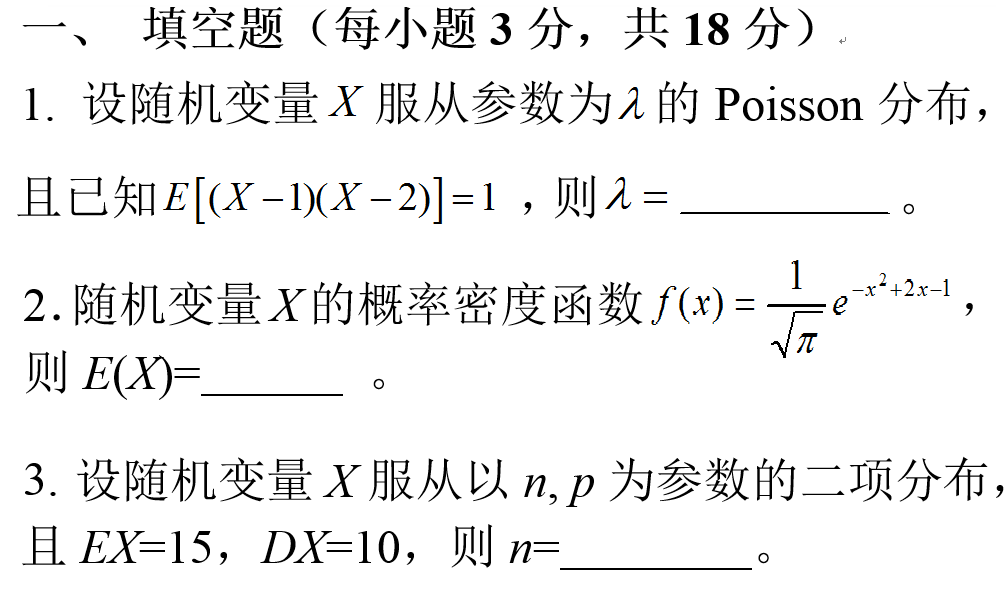 一、 填空题（每小题 3 分，共 18 分）
1. 设随机变量 X 服从参数为 λ 的 Poisson 分布，
且已知 E[(X－1)(X－2)]=1 ，则 λ = ________ 。
2.随机变量 X 的概率密度函数 f(x) = \frac{1}{\sqrt{π}} e^{-x^2+2x-1} ，
则 E(X)=______ 。
3. 设随机变量 X 服从以 n, p 为参数的二项分布，
且 EX=15，DX=10，则 n=________。